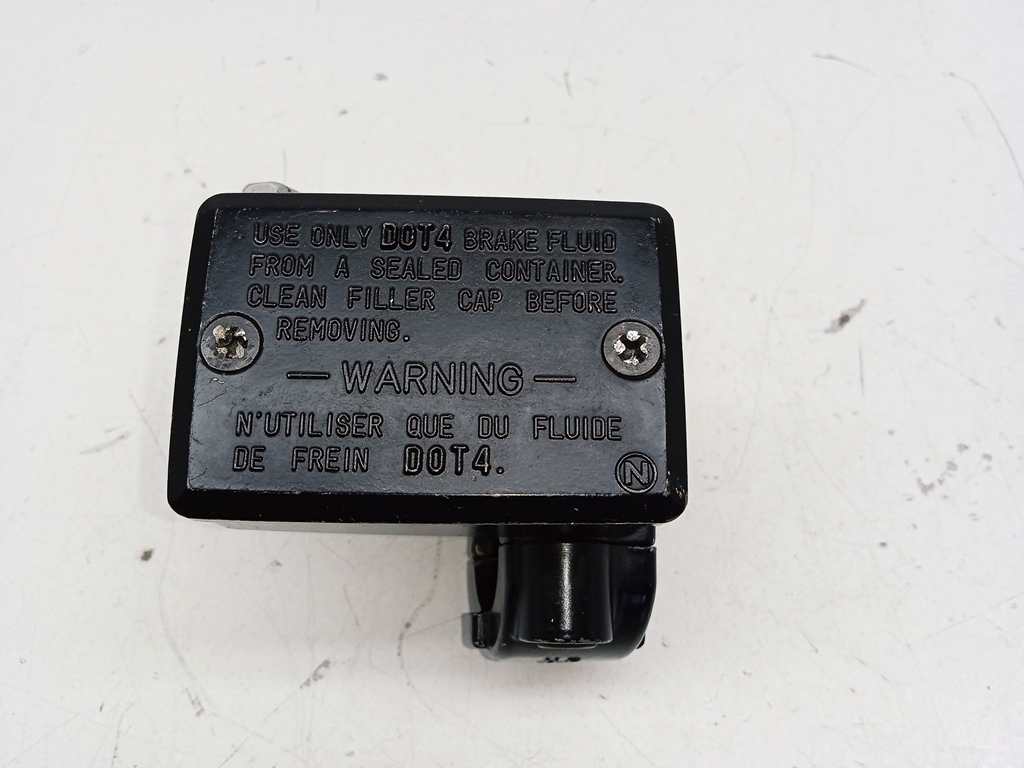 USE ONLY DOT4 BRAKE FLUID
FROM A SEALED CONTAINER.
CLEAN FILLER CAP BEFORE
REMOVING.
— WARNING —
N'UTILISER QUE DU FLUIDE
DE FREIN DOT4.
N